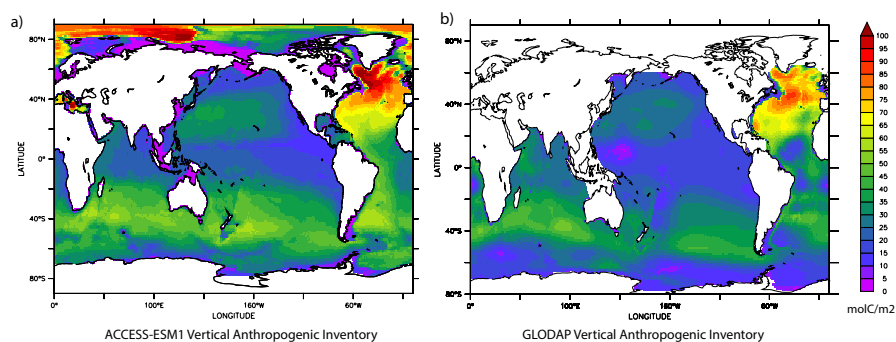 a)
80°N
40°N
0°
40°S
80°S
LATITUDE
0°
100°E
160°W
60°W
LONGITUDE
ACCESS-ESM1 Vertical Anthropogenic Inventory
b)
80°N
40°N
0°
40°S
80°S
LATITUDE
0°
100°E
160°W
60°W
LONGITUDE
GLODAP Vertical Anthropogenic Inventory
100
95
90
85
80
75
70
65
60
55
50
45
40
35
30
25
20
15
10
5
0
molC/m2